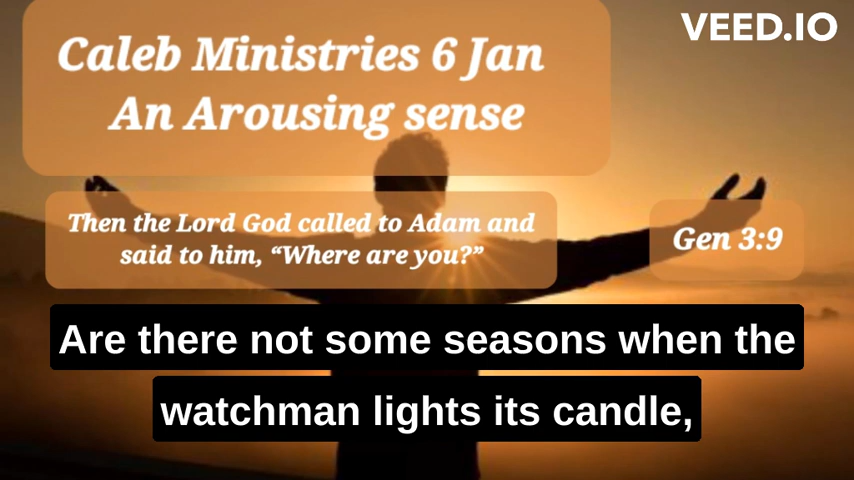 VEED.IO
Caleb Ministries 6 Jan
An Arousing sense
Then the Lord God called to Adam and
said to him, “Where are you?”
Gen 3:9
Are there not some seasons when the
watchman lights its candle,